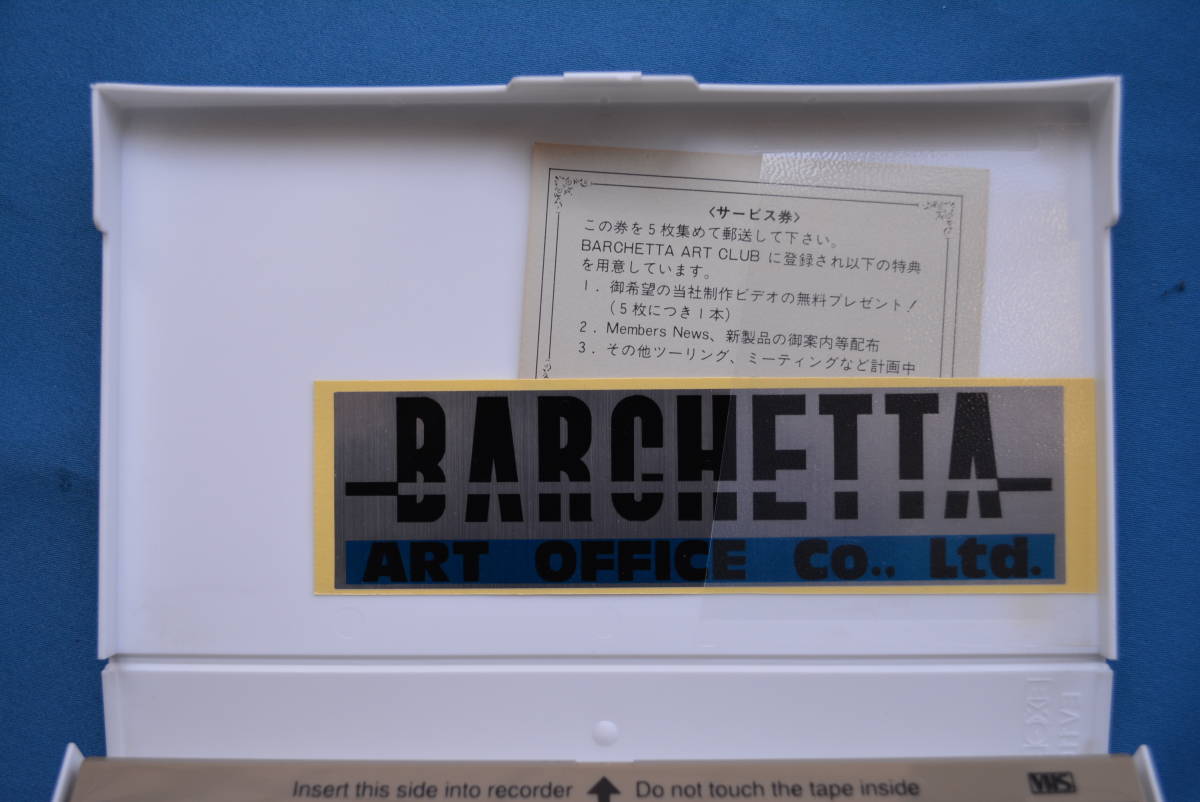 〈サービス券〉
この券を5枚集めて郵送して下さい。
BARCHETTA ART CLUB に登録され以下の特典
を用意しています。
1．御希望の当社制作ビデオの無料プレゼント！
（5枚につき1本）
2．Members News、新製品の御案内等配布
3．その他ツーリング、ミーティングなど計画中
BARCHETTA
ART OFFICE Co., Ltd.
Insert this side into recorder
Do not touch the tape inside
VHS